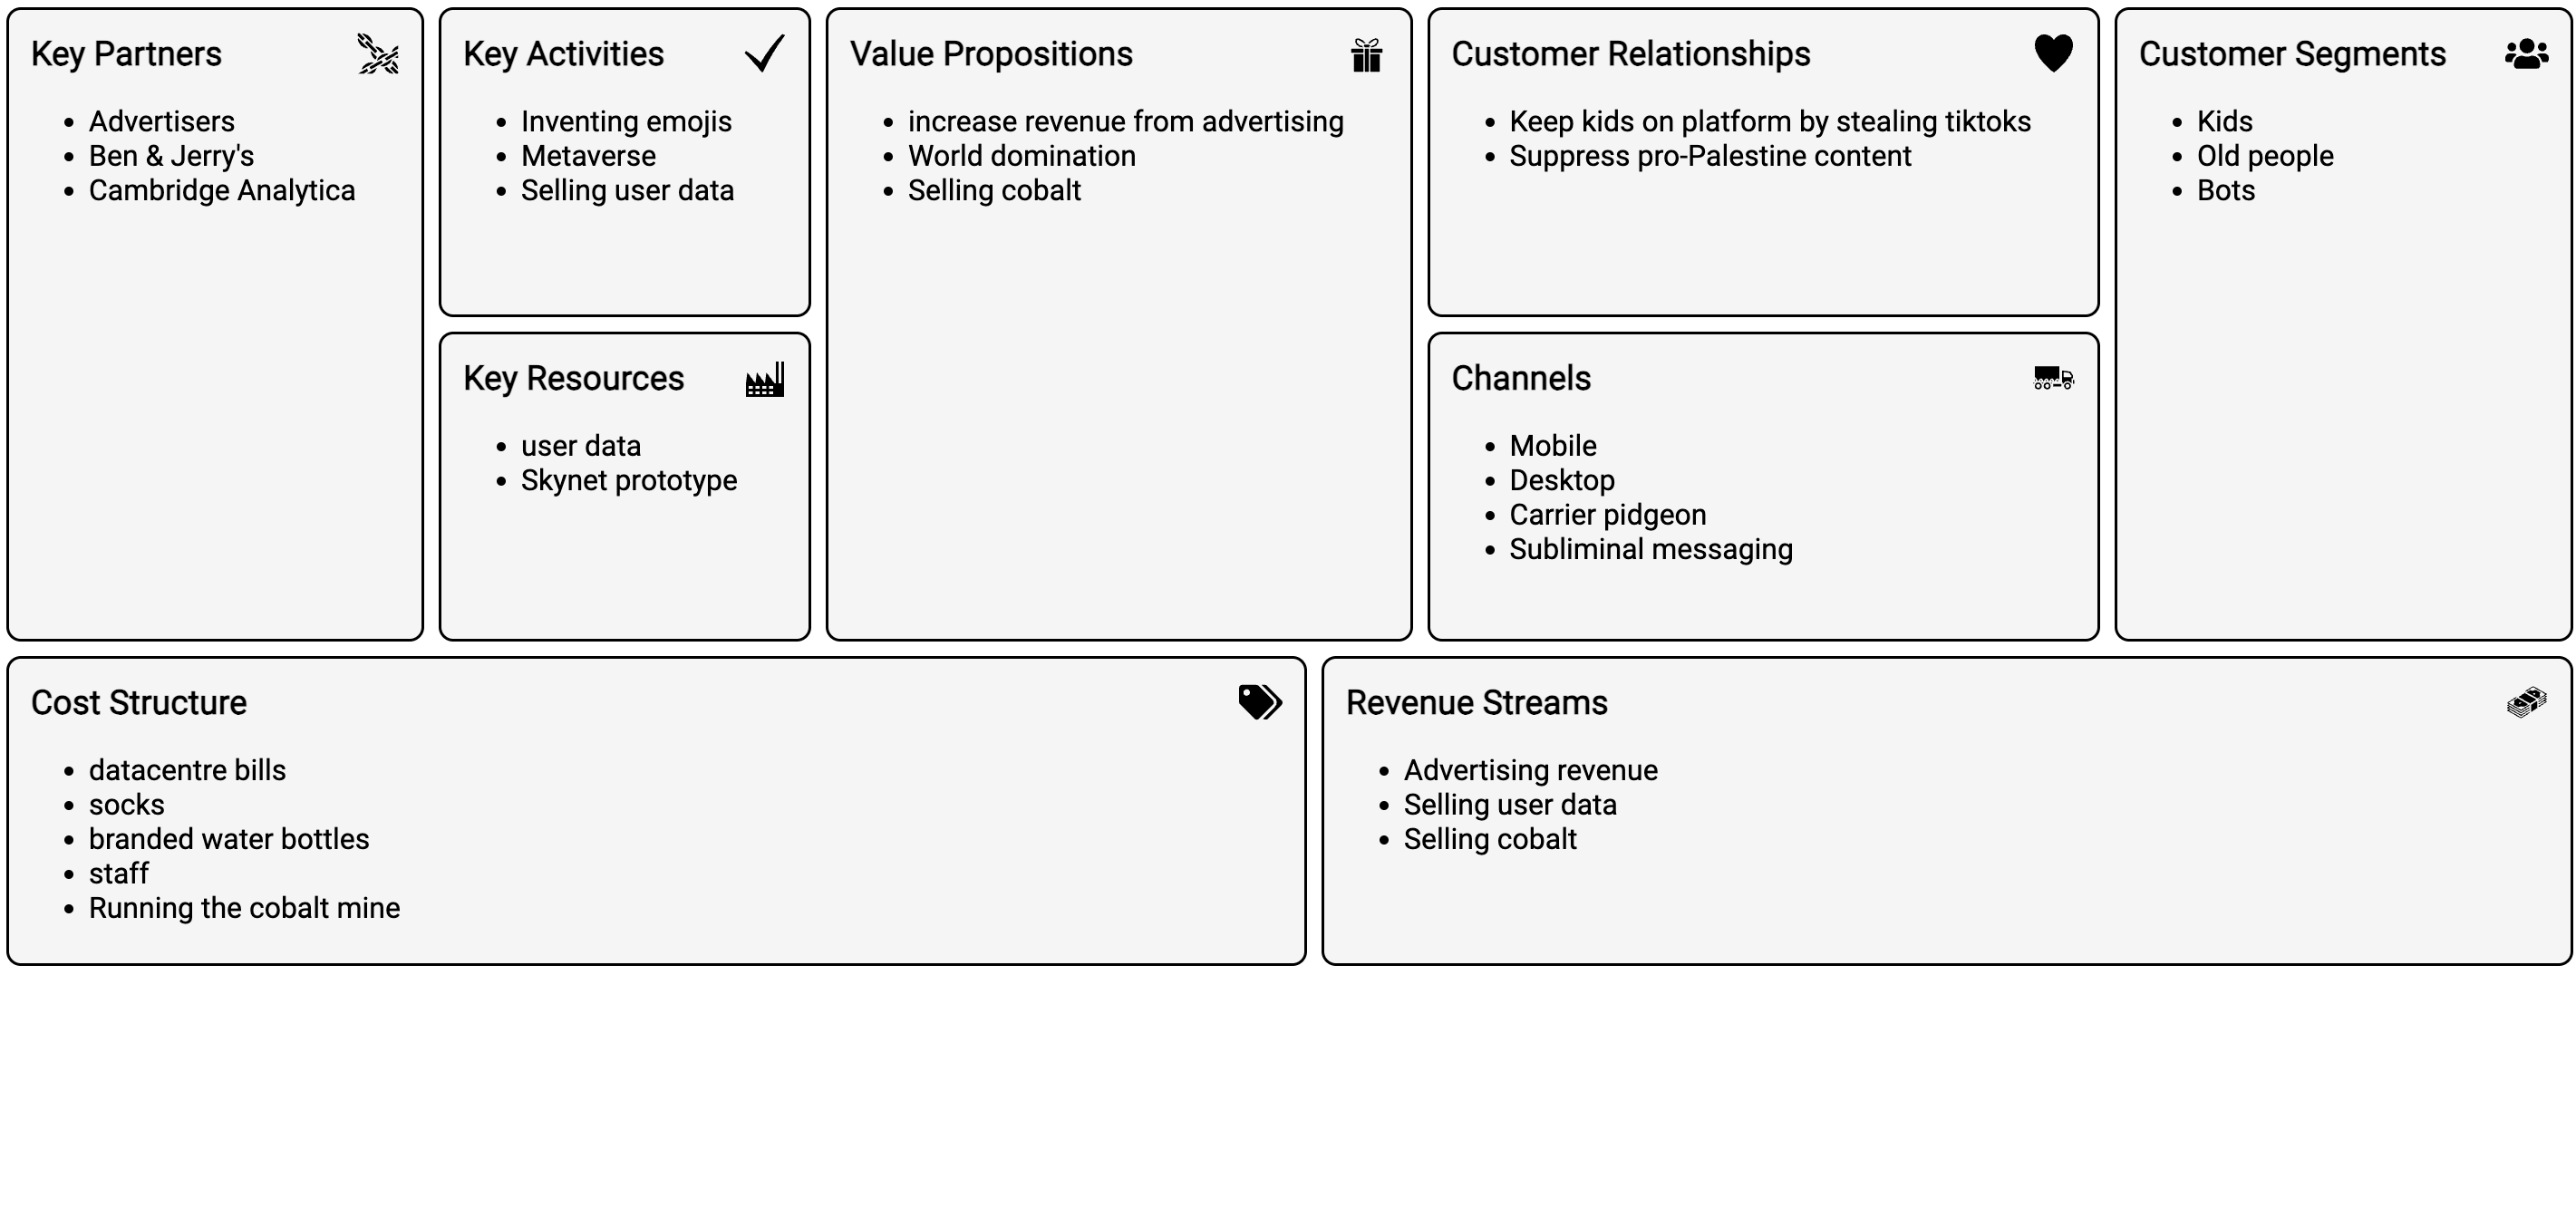 Key Partners
Advertisers
Ben & Jerry's
Cambridge Analytica
Key Activities
Inventing emojis
Metaverse
Selling user data
Key Resources
user data
Skynet prototype
Value Propositions
increase revenue from advertising
World domination
Selling cobalt
Customer Relationships
Keep kids on platform by stealing tiktoks
Suppress pro-Palestine content
Channels
Mobile
Desktop
Carrier pidgeon
Subliminal messaging
Customer Segments
Kids
Old people
Bots
Cost Structure
datacentre bills
socks
branded water bottles
staff
Running the cobalt mine
Revenue Streams
Advertising revenue
Selling user data
Selling cobalt